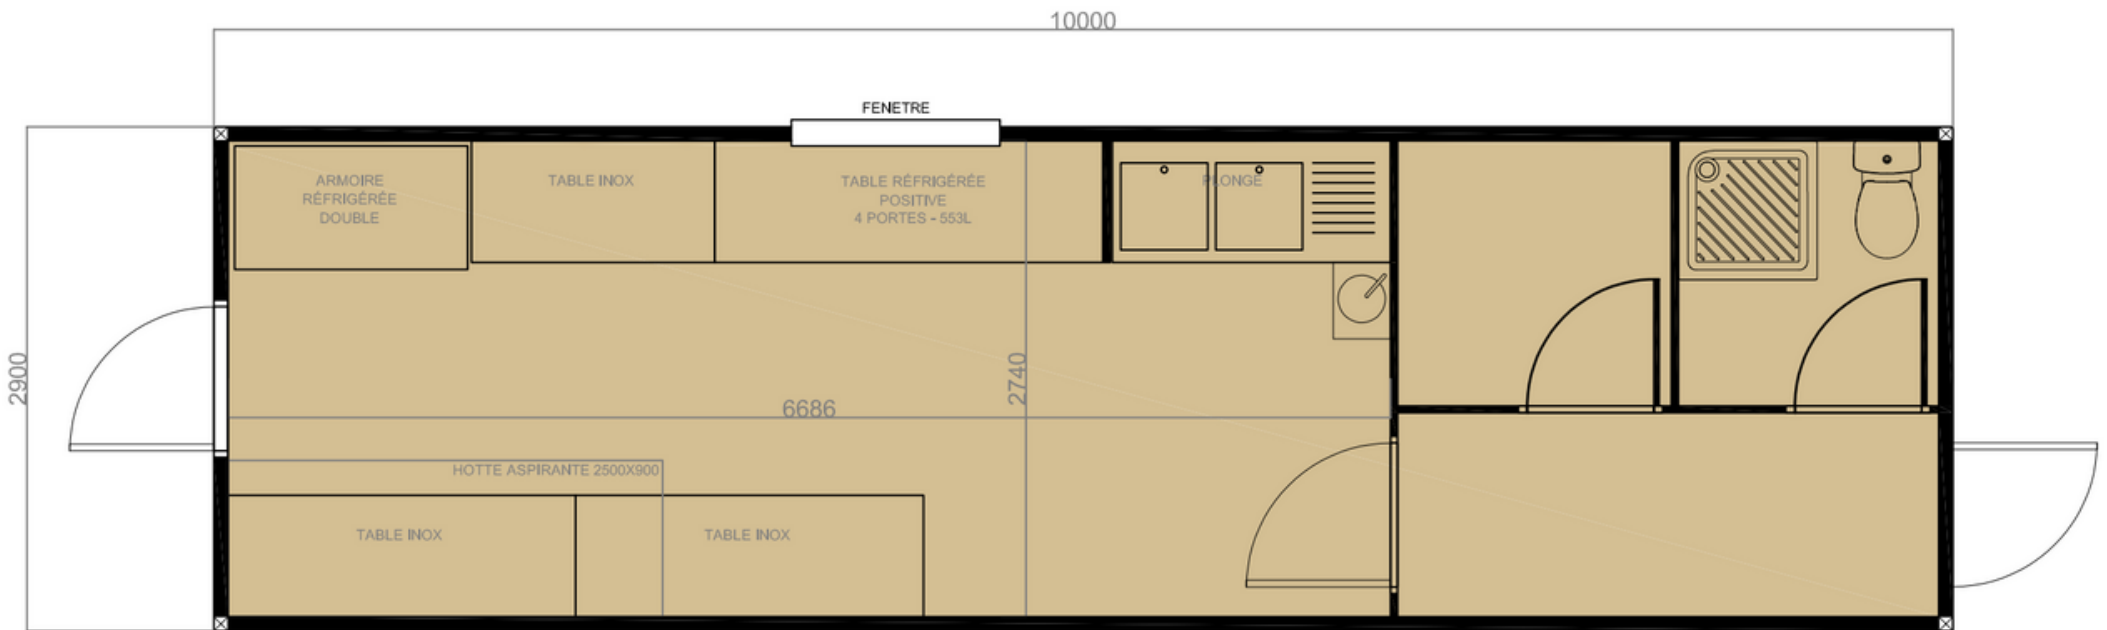 10000
FENETRE
ARMOIRE
RÉFRIGÉRÉE
DOUBLE
TABLE INOX
TABLE RÉFRIGÉRÉE
POSITIVE
4 PORTES - 553L
PLONGE
2900
2740
6686
HOTTE ASPIRANTE 2500X900
TABLE INOX
TABLE INOX